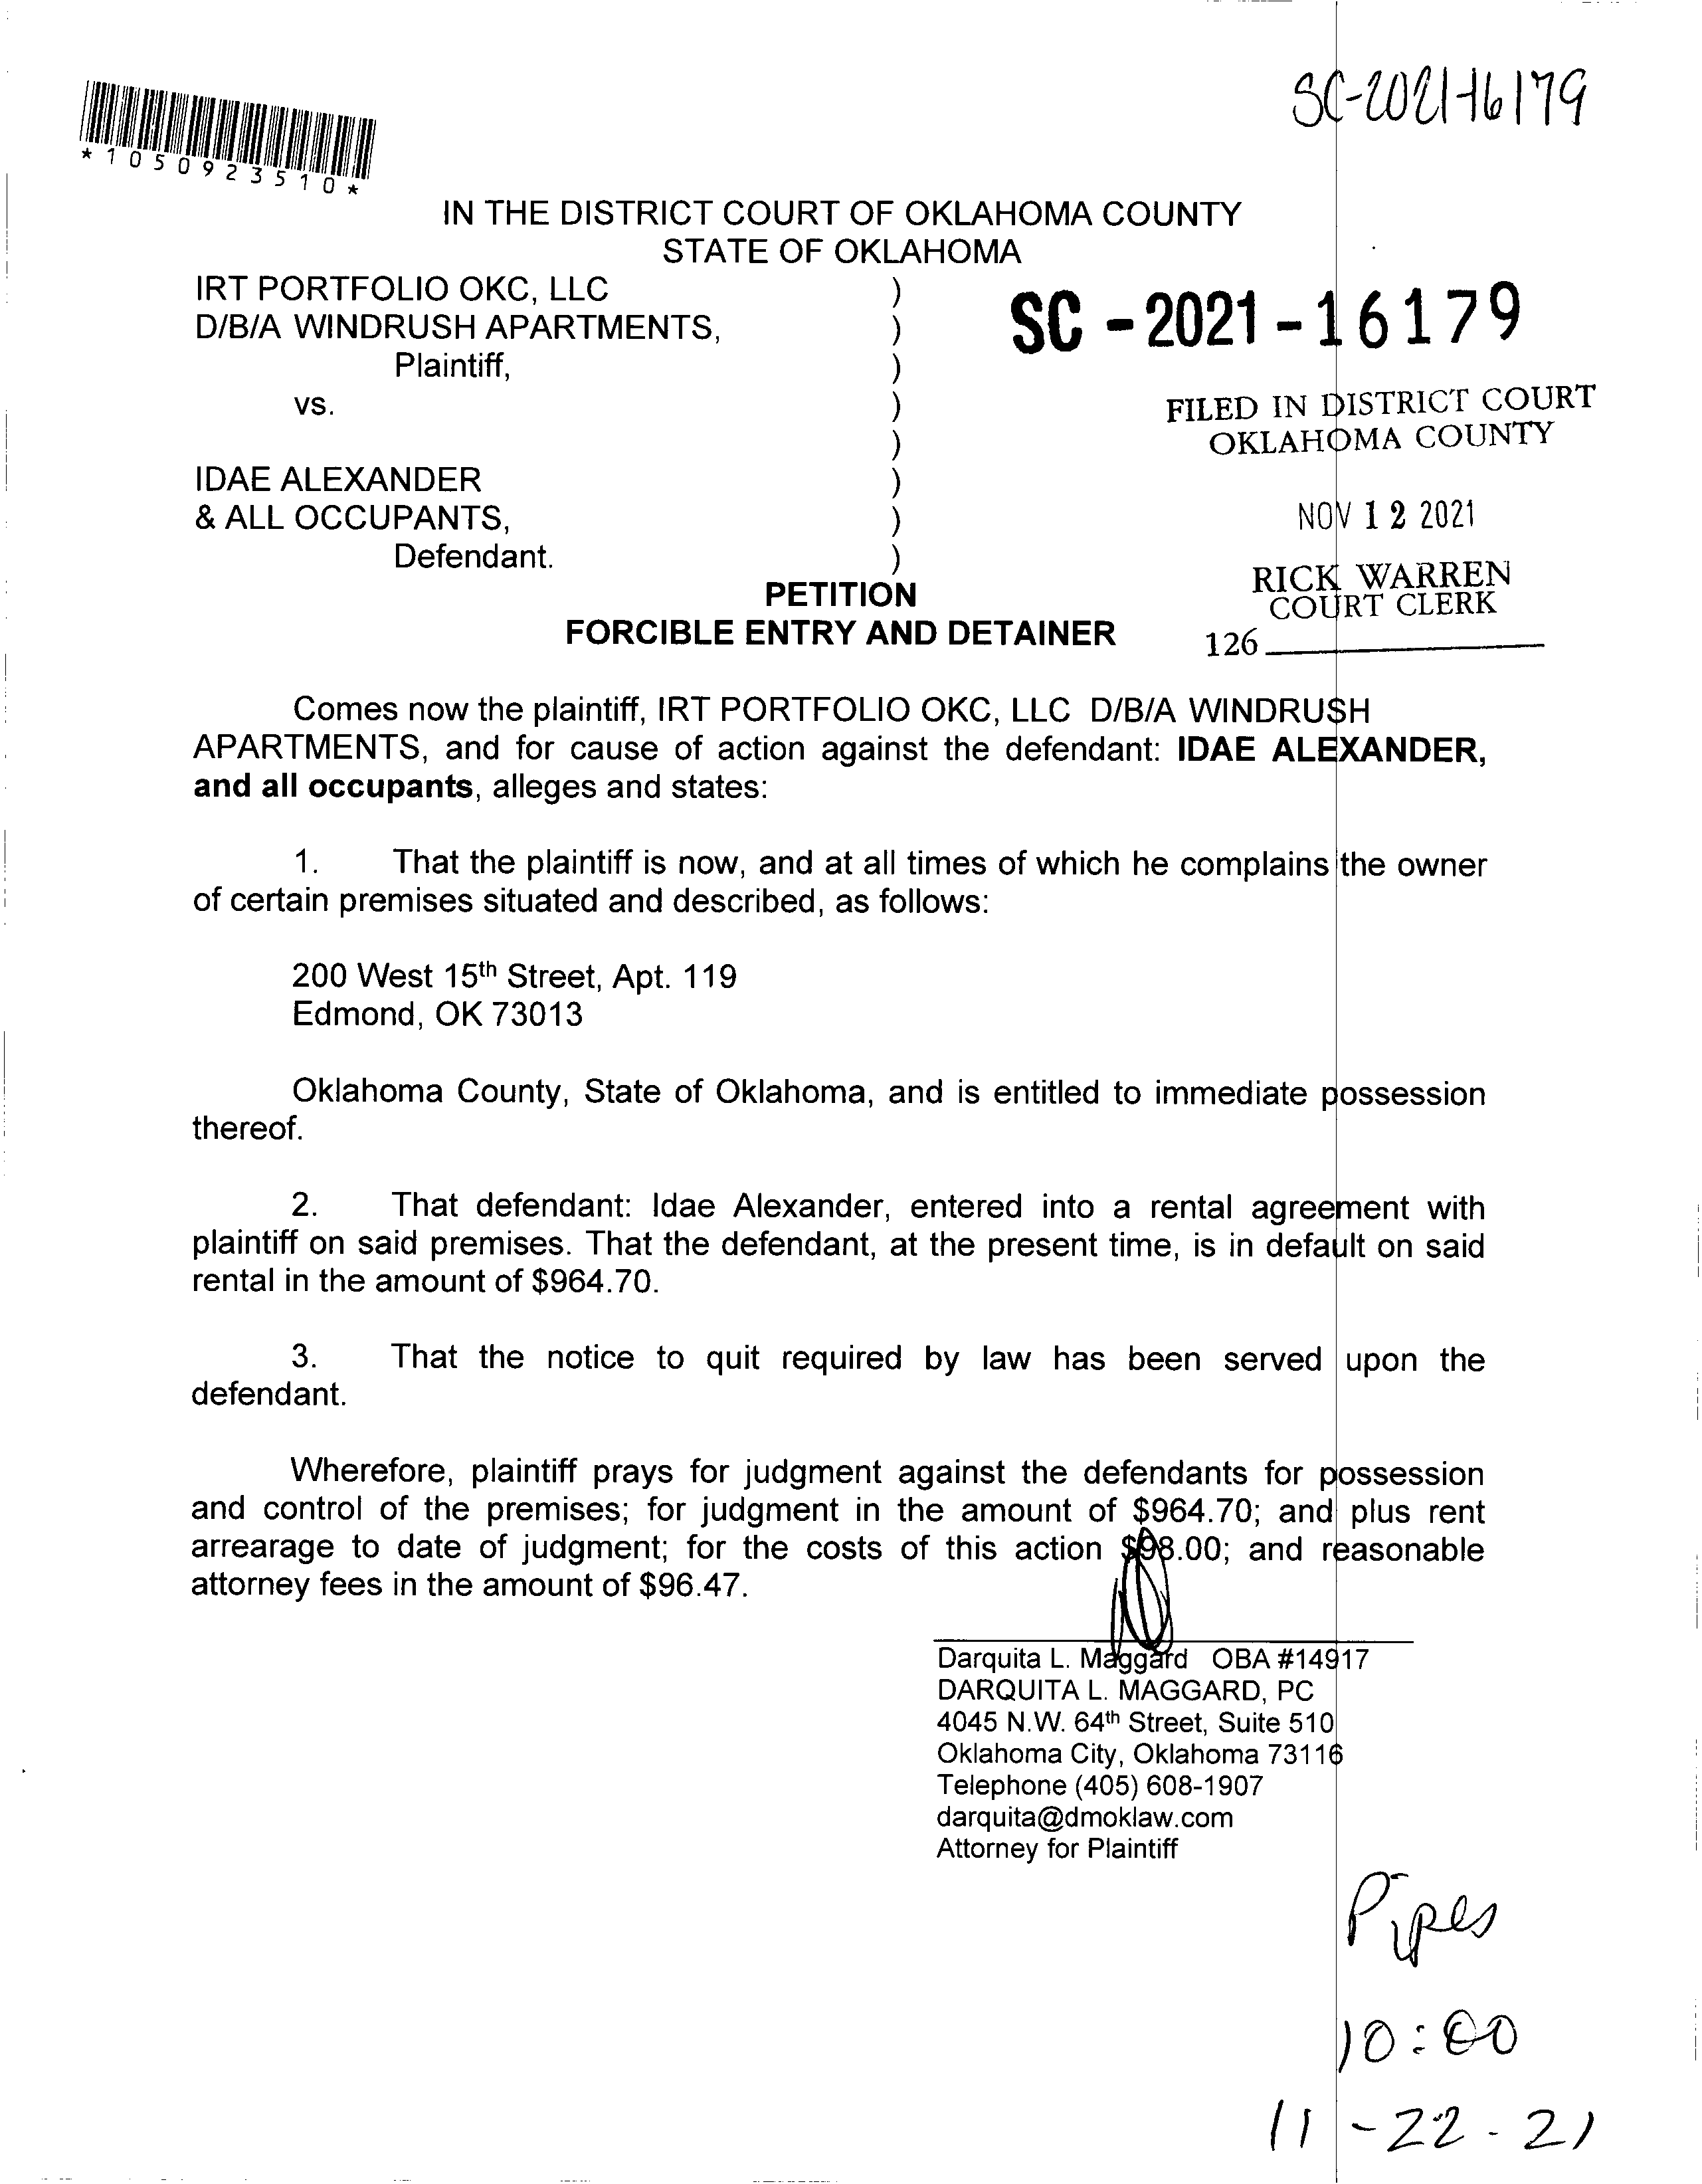 SC-2021-16179
*1050923510*
IN THE DISTRICT COURT OF OKLAHOMA COUNTY
STATE OF OKLAHOMA
IRT PORTFOLIO OKC, LLC )
D/B/A WINDRUSH APARTMENTS, )
Plaintiff, )
vs. )
)
IDAE ALEXANDER )
& ALL OCCUPANTS, )
Defendant. )
SC - 2021 - 16179
FILED IN DISTRICT COURT
OKLAHOMA COUNTY
NOV 12 2021
RICK WARREN
COURT CLERK
126
PETITION
FORCIBLE ENTRY AND DETAINER
Comes now the plaintiff, IRT PORTFOLIO OKC, LLC D/B/A WINDRUSH
APARTMENTS, and for cause of action against the defendant: IDAE ALEXANDER,
and all occupants, alleges and states:
1. That the plaintiff is now, and at all times of which he complains the owner
of certain premises situated and described, as follows:
200 West 15th Street, Apt. 119
Edmond, OK 73013
Oklahoma County, State of Oklahoma, and is entitled to immediate possession
thereof.
2. That defendant: Idae Alexander, entered into a rental agreement with
plaintiff on said premises. That the defendant, at the present time, is in default on said
rental in the amount of $964.70.
3. That the notice to quit required by law has been served upon the
defendant.
Wherefore, plaintiff prays for judgment against the defendants for possession
and control of the premises; for judgment in the amount of $964.70; and plus rent
arrearage to date of judgment; for the costs of this action $98.00; and reasonable
attorney fees in the amount of $96.47.
Darquita L. Maggard OBA #14917
DARQUITA L. MAGGARD, PC
4045 N.W. 64th Street, Suite 510
Oklahoma City, Oklahoma 73116
Telephone (405) 608-1907
darquita@dmoklaw.com
Attorney for Plaintiff
Pipes
10:00
11-22-21